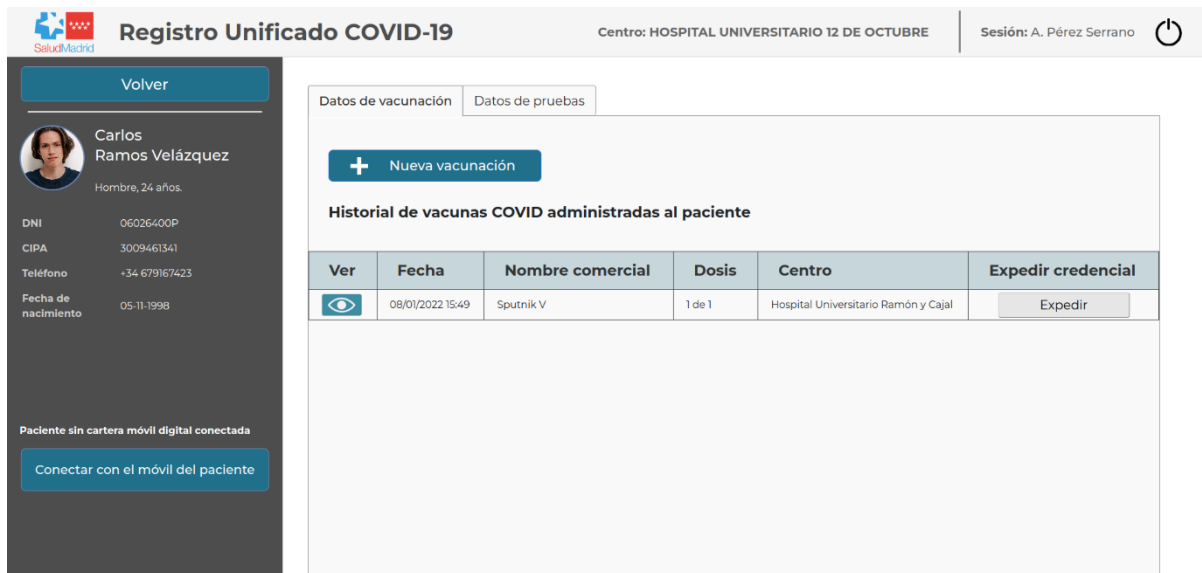 SaludMadrid
Registro Unificado COVID-19
Centro: HOSPITAL UNIVERSITARIO 12 DE OCTUBRE
Sesión: A. Pérez Serrano
Volver
Carlos
Ramos Velázquez
Hombre, 24 años.
DNI 06026400P
CIPA 3009461341
Teléfono +34 679167423
Fecha de
nacimiento 05-11-1998
Paciente sin cartera móvil digital conectada
Conectar con el móvil del paciente
Datos de vacunación Datos de pruebas
+ Nueva vacunación
Historial de vacunas COVID administradas al paciente
Ver Fecha Nombre comercial Dosis Centro Expedir credencial
08/01/2022 15:49 Sputnik V 1 de 1 Hospital Universitario Ramón y Cajal Expedir